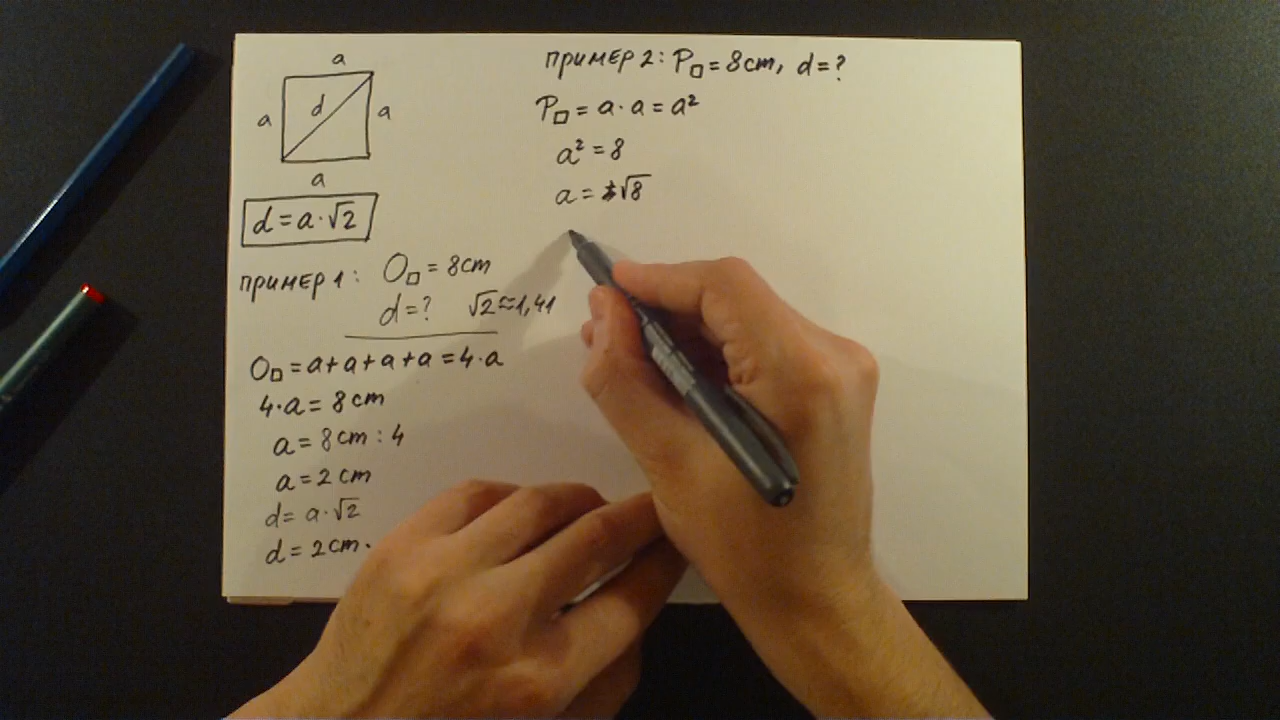 a
a d a
a
d = a·√2
пример 1: O□ = 8cm
d = ? √2 ≈ 1,41
O□ = a + a + a + a = 4·a
4·a = 8cm
a = 8cm : 4
a = 2cm
d = a·√2
d = 2cm·
пример 2: P□ = 8cm, d = ?
P□ = a·a = a²
a² = 8
a = √8